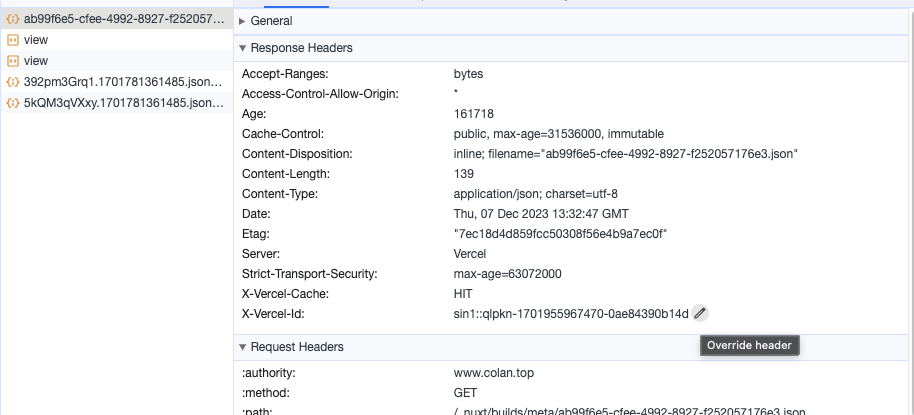 ab99f6e5-cfee-4992-8927-f252057...
view
view
392pm3Grq1.1701781361485.json...
5kQM3qVXxy.1701781361485.json...
General
Response Headers
Accept-Ranges: bytes
Access-Control-Allow-Origin: *
Age: 161718
Cache-Control: public, max-age=31536000, immutable
Content-Disposition: inline; filename="ab99f6e5-cfee-4992-8927-f252057176e3.json"
Content-Length: 139
Content-Type: application/json; charset=utf-8
Date: Thu, 07 Dec 2023 13:32:47 GMT
Etag: "7ec18d4d859fcc50308f56e4b9a7ec0f"
Server: Vercel
Strict-Transport-Security: max-age=63072000
X-Vercel-Cache: HIT
X-Vercel-Id: sin1::qlpkn-1701955967470-0ae84390b14d
Override header
Request Headers
:authority: www.colan.top
:method: GET
:path: /_nuxt/builds/meta/ab99f6e5-cfee-4992-8927-f252057176e3.json